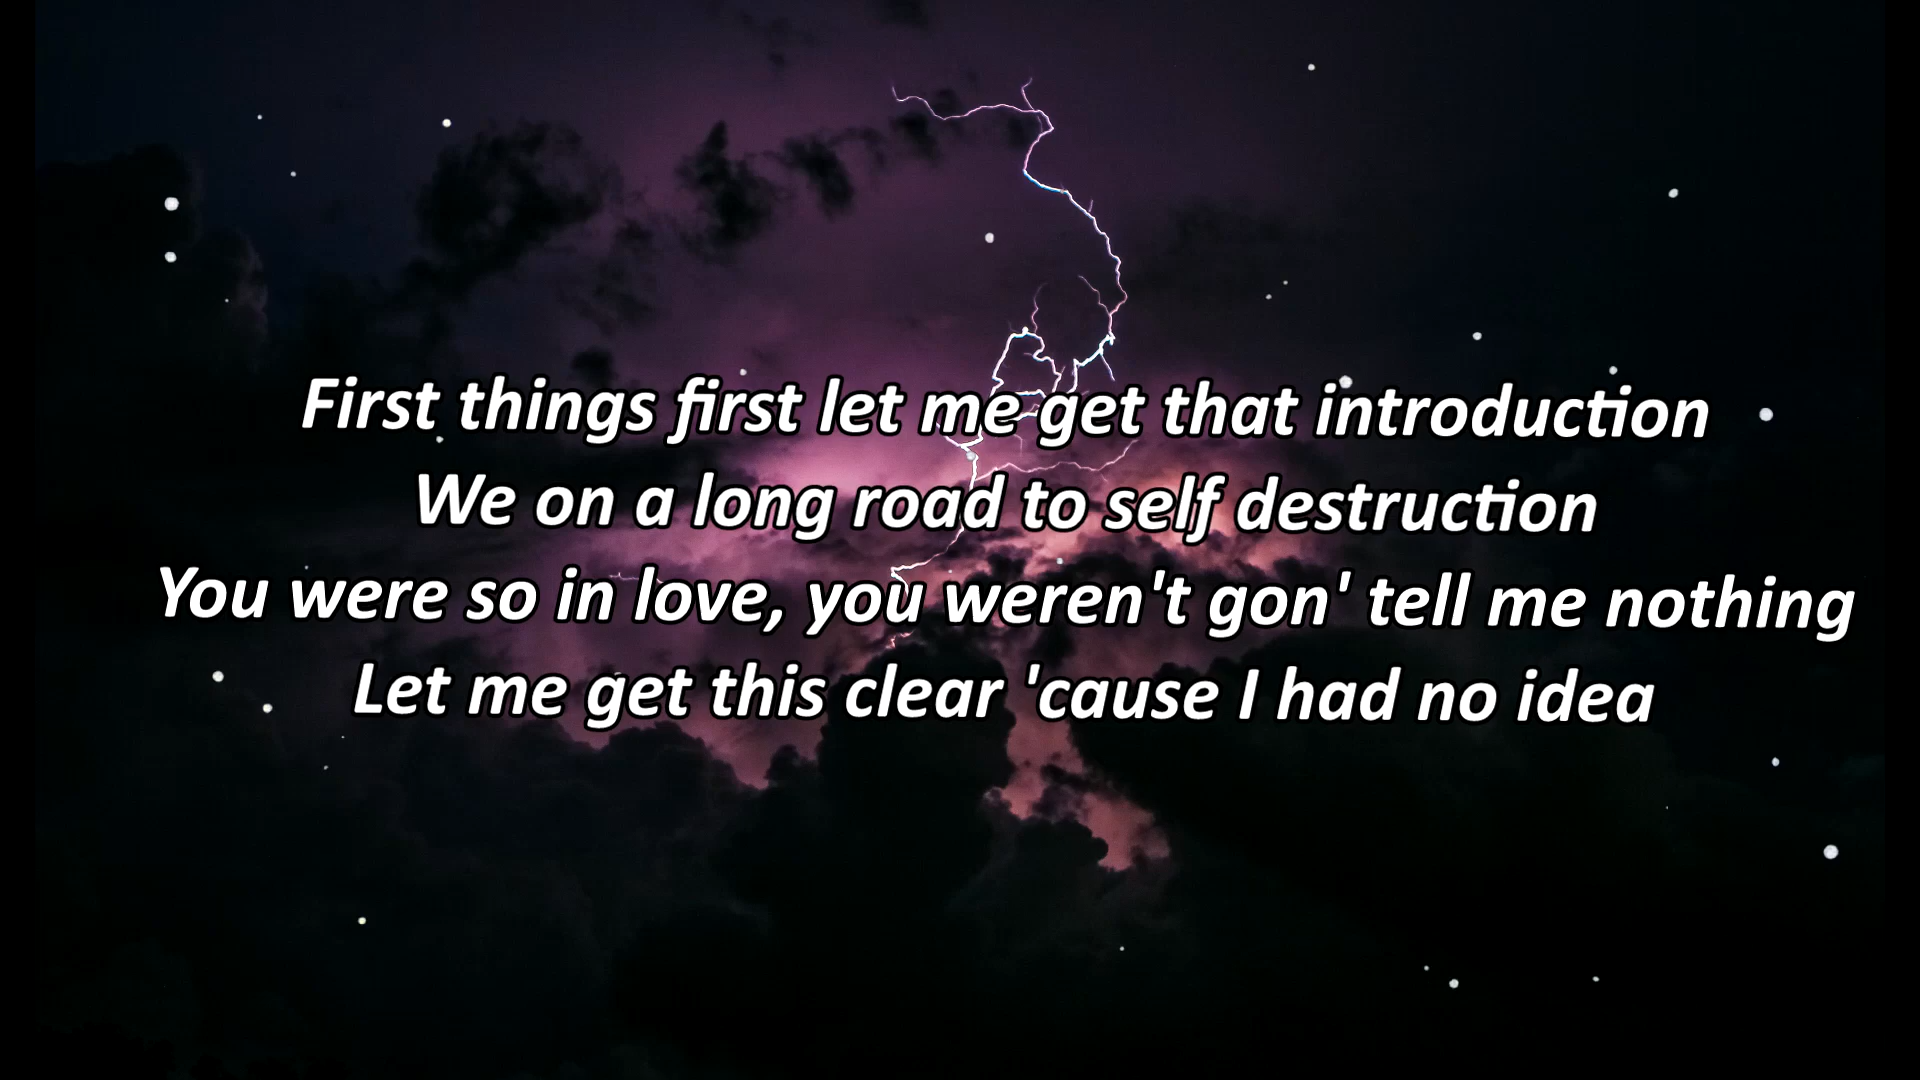 First things first let me get that introduction
We on a long road to self destruction
You were so in love, you weren't gon' tell me nothing
Let me get this clear 'cause I had no idea